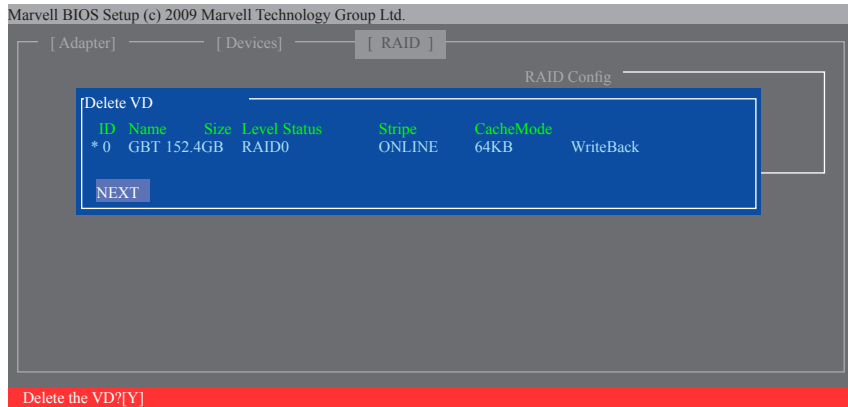 Marvell BIOS Setup (c) 2009 Marvell Technology Group Ltd.
[ Adapter] [ Devices] [ RAID ]
RAID Config
Delete VD
ID Name Size Level Status Stripe CacheMode
* 0 GBT 152.4GB RAID0 ONLINE 64KB WriteBack
NEXT
Delete the VD?[Y]